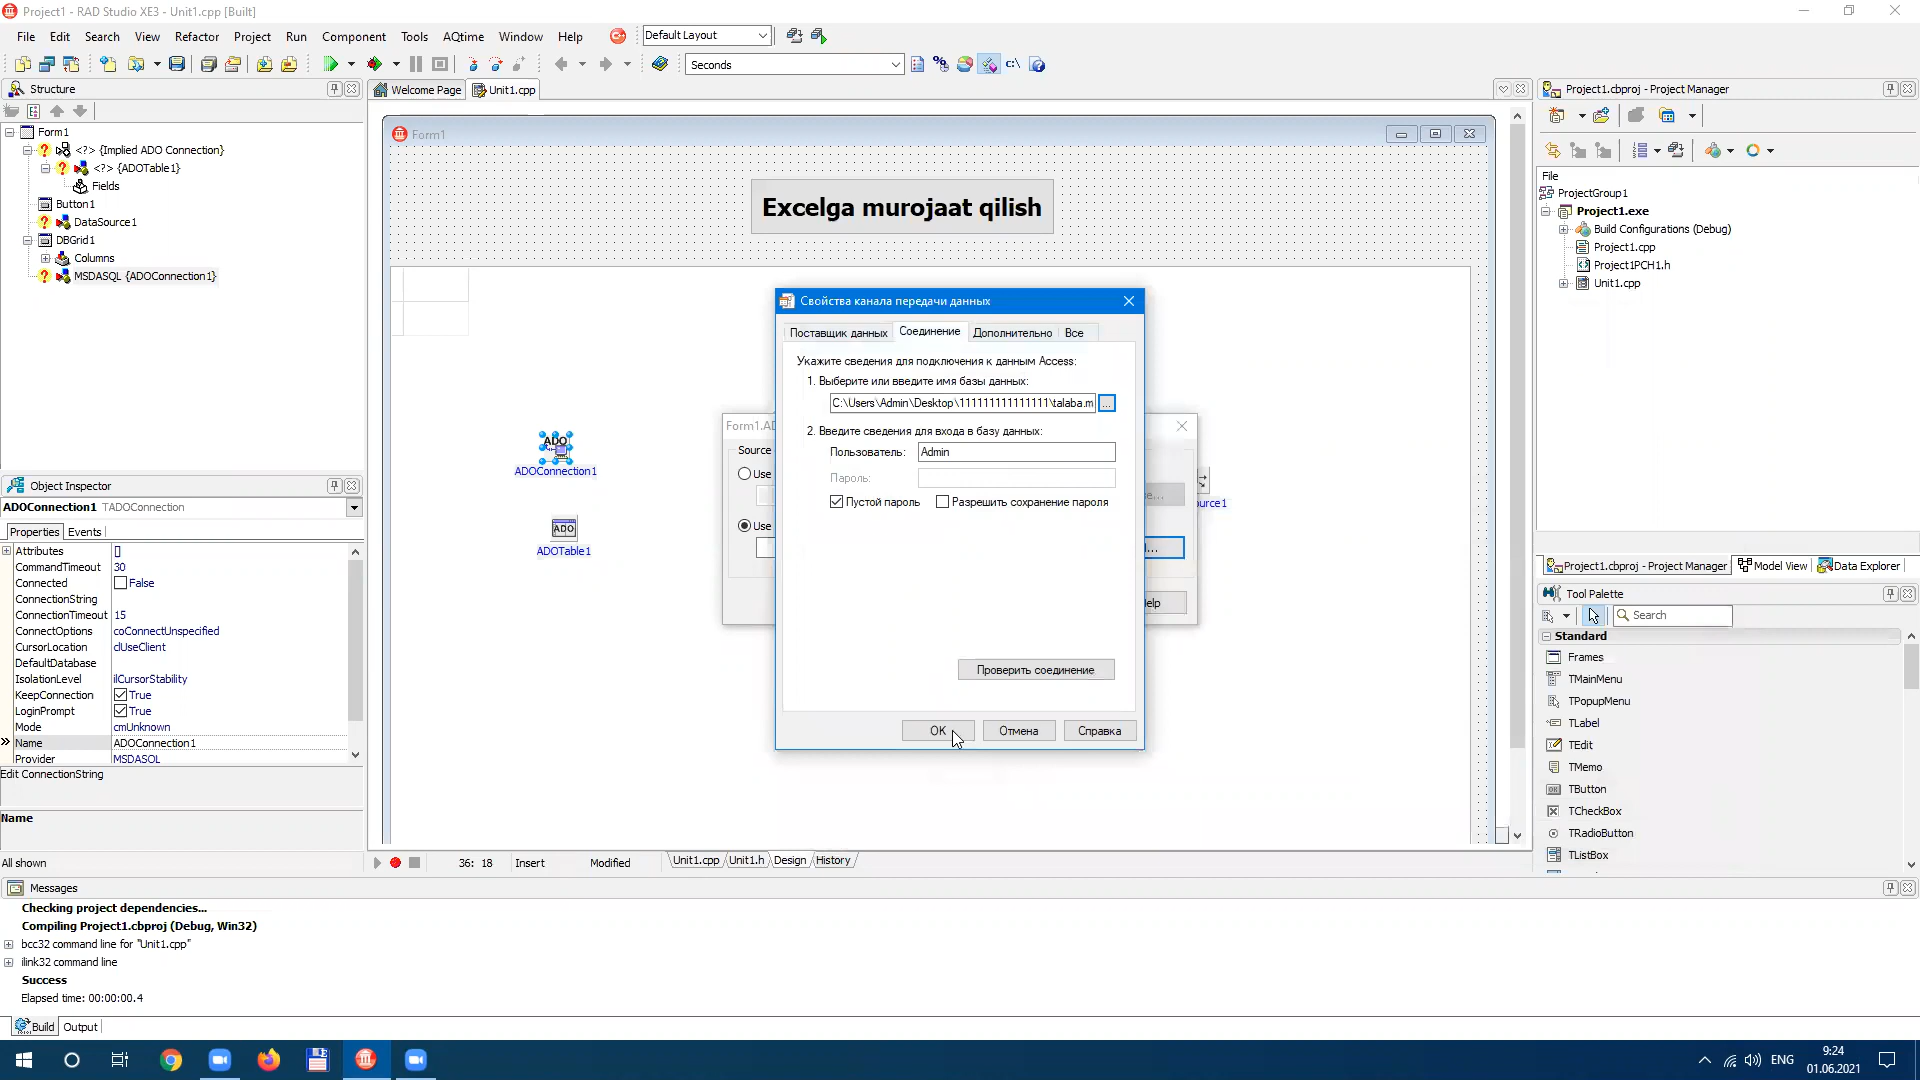 Project1 - RAD Studio XE3 - Unit1.cpp [Built]
File Edit Search View Refactor Project Run Component Tools AQtime Window Help
Default Layout
Seconds
Structure
Form1
<?> {Implied ADO Connection}
<?> {ADOTable1}
Fields
Button1
DataSource1
DBGrid1
Columns
MSDASQL {ADOConnection1}
Object Inspector
ADOConnection1 TADOConnection
Properties Events
Attributes []
CommandTimeout 30
Connected False
ConnectionString
ConnectionTimeout 15
ConnectOptions coConnectUnspecified
CursorLocation clUseClient
DefaultDatabase
IsolationLevel ilCursorStability
KeepConnection True
LoginPrompt True
Mode cmUnknown
Name ADOConnection1
Provider MSDASQL
Edit ConnectionString
Name
All shown
Welcome Page Unit1.cpp
Form1
Excelga murojaat qilish
ADO
ADOConnection1
ADO
ADOTable1
Form1.AD
Source
Use
Use
Свойства канала передачи данных
Поставщик данных Соединение Дополнительно Все
Укажите сведения для подключения к данным Access:
1. Выберите или введите имя базы данных:
C:\Users\Admin\Desktop\111111111111111\talaba.m ...
2. Введите сведения для входа в базу данных:
Пользователь: Admin
Пароль:
Пустой пароль Разрешить сохранение пароля
Проверить соединение
OK Отмена Справка
36: 18 Insert Modified Unit1.cpp Unit1.h Design History
Project1.cbproj - Project Manager
File
ProjectGroup1
Project1.exe
Build Configurations (Debug)
Project1.cpp
Project1PCH1.h
Unit1.cpp
Project1.cbproj - Project Manager Model View Data Explorer
Tool Palette
Search
Standard
Frames
TMainMenu
TPopupMenu
TLabel
TEdit
TMemo
TButton
TCheckBox
TRadioButton
TListBox
Messages
Checking project dependencies...
Compiling Project1.cbproj (Debug, Win32)
bcc32 command line for "Unit1.cpp"
ilink32 command line
Success
Elapsed time: 00:00:00.4
Build Output
ENG
9:24
01.06.2021